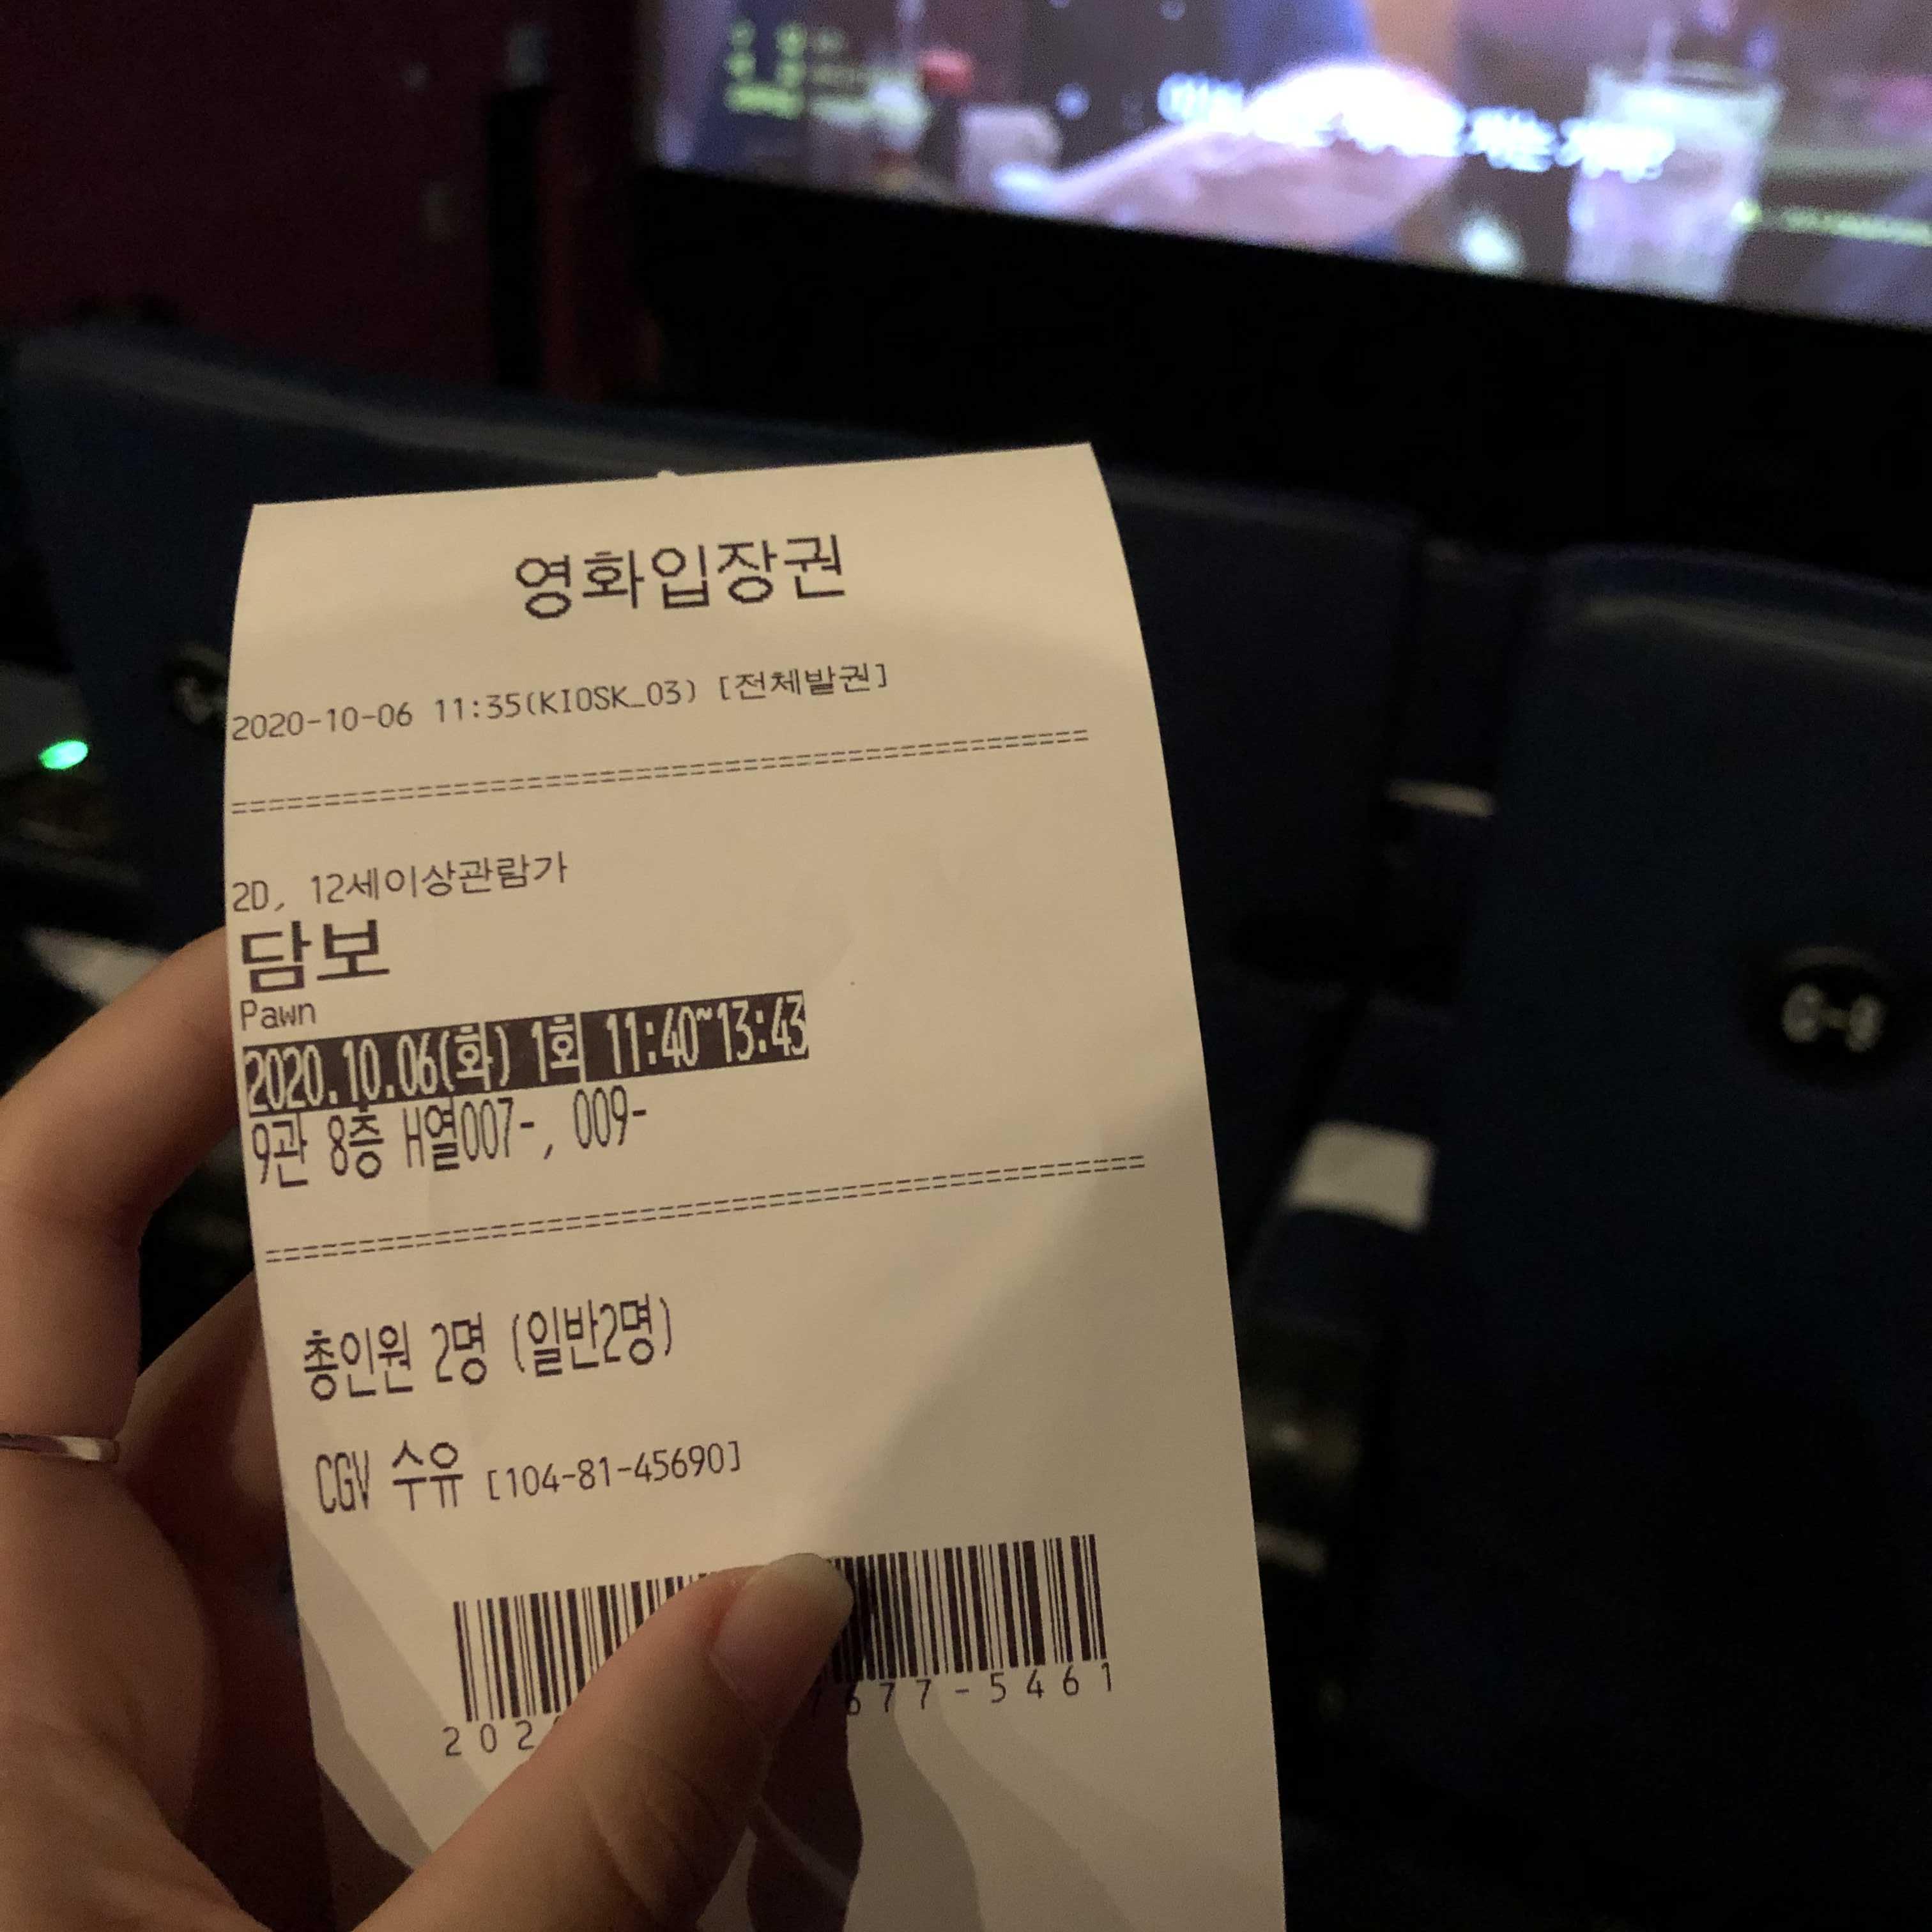 영화입장권
2020-10-06 11:35(KIOSK_03) [전체발권]
================================================
2D, 12세이상관람가
담보
Pawn
2020.10.06(화) 1회 11:40~13:43
9관 8층 H열007-, 009-
================================================
총인원 2명 (일반2명)
CGV 수유 [104-81-45690]
202 677-5461